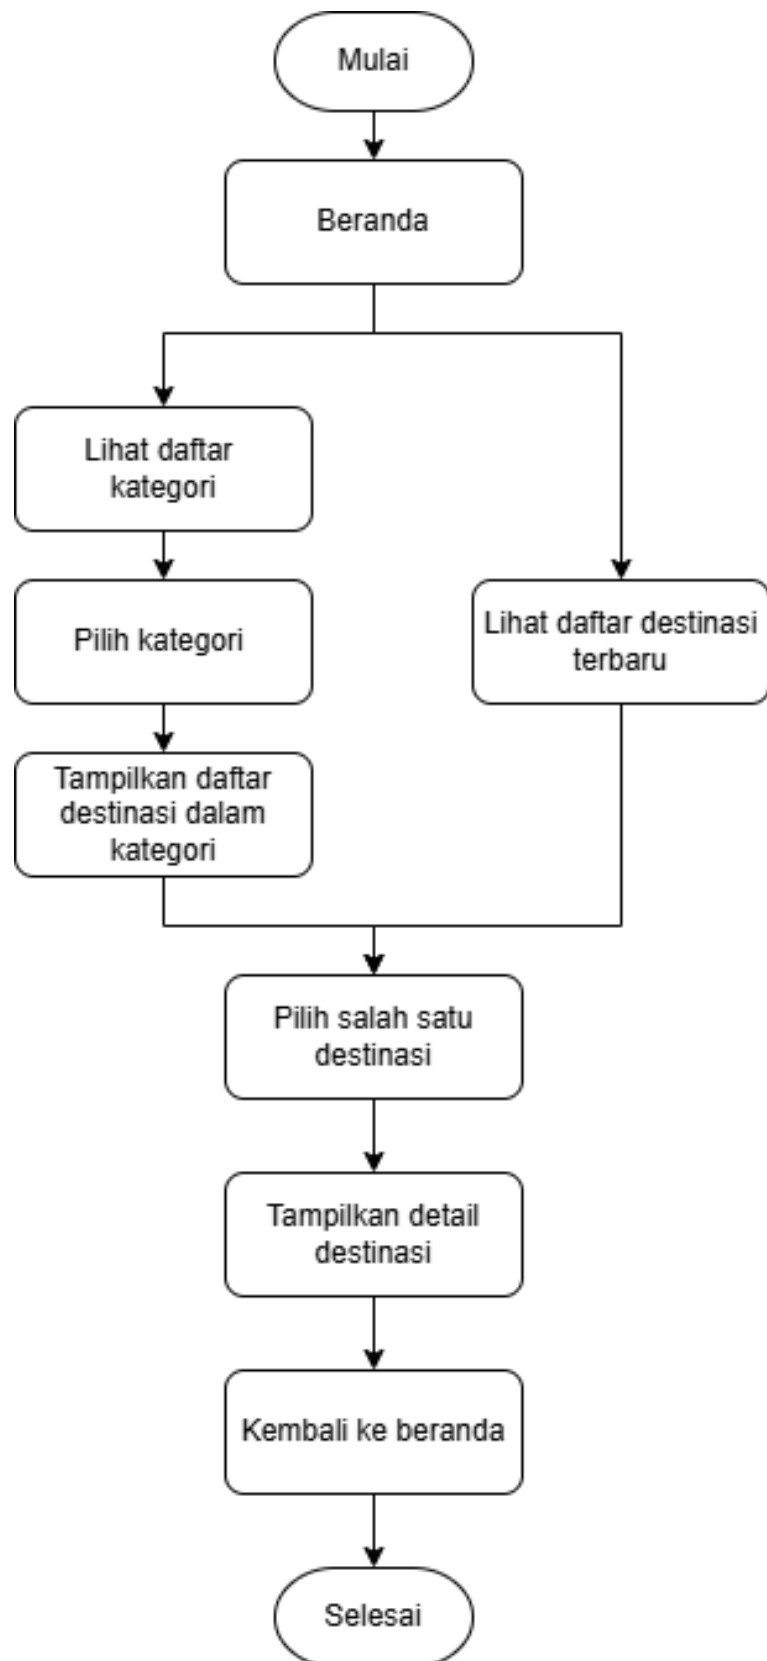 Mulai
Beranda
Lihat daftar
kategori
Pilih kategori
Tampilkan daftar
destinasi dalam
kategori
Lihat daftar destinasi
terbaru
Pilih salah satu
destinasi
Tampilkan detail
destinasi
Kembali ke beranda
Selesai